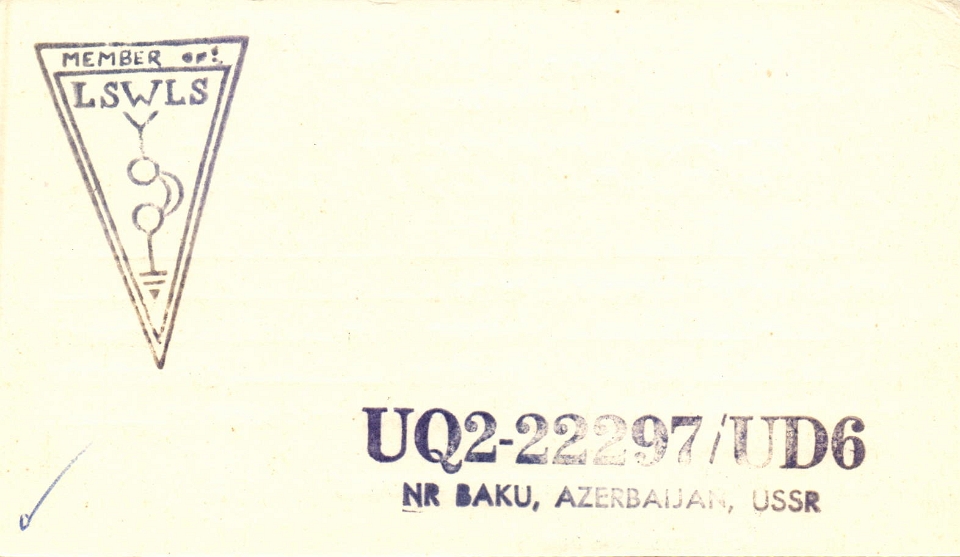 MEMBER OF:
LSWLS
UQ2-22297/UD6
NR BAKU, AZERBAIJAN, USSR